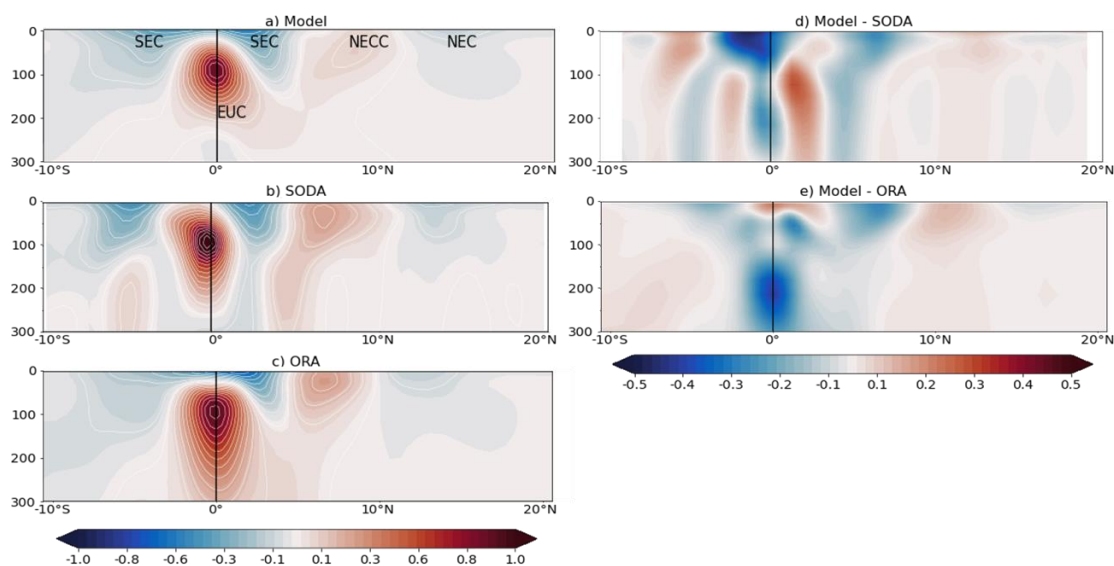 a) Model
0
100
200
300
SEC
SEC
NECC
NEC
EUC
-10°S
0°
10°N
20°N
d) Model - SODA
0
100
200
300
-10°S
0°
10°N
20°N
b) SODA
0
100
200
300
-10°S
0°
10°N
20°N
e) Model - ORA
0
100
200
300
-10°S
0°
10°N
20°N
-0.5 -0.4 -0.3 -0.2 -0.1 0.1 0.2 0.3 0.4 0.5
c) ORA
0
100
200
300
-10°S
0°
10°N
20°N
-1.0 -0.8 -0.6 -0.3 -0.1 0.1 0.3 0.6 0.8 1.0